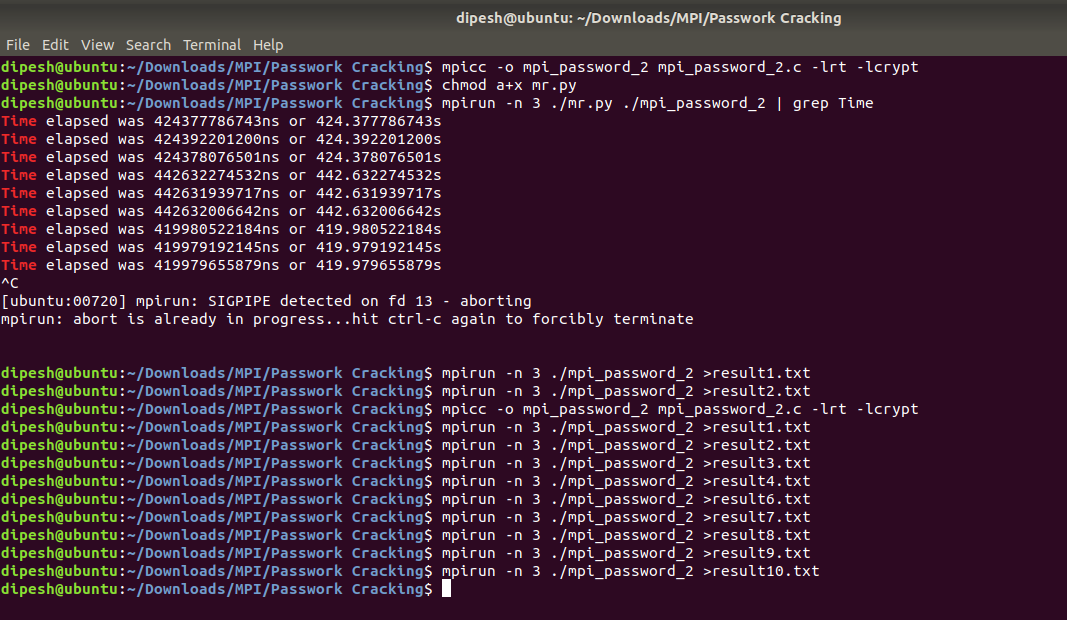 dipesh@ubuntu: ~/Downloads/MPI/Passwork Cracking
File Edit View Search Terminal Help
dipesh@ubuntu:~/Downloads/MPI/Passwork Cracking$ mpicc -o mpi_password_2 mpi_password_2.c -lrt -lcrypt
dipesh@ubuntu:~/Downloads/MPI/Passwork Cracking$ chmod a+x mr.py
dipesh@ubuntu:~/Downloads/MPI/Passwork Cracking$ mpirun -n 3 ./mr.py ./mpi_password_2 | grep Time
Time elapsed was 424377786743ns or 424.377786743s
Time elapsed was 424392201200ns or 424.392201200s
Time elapsed was 424378076501ns or 424.378076501s
Time elapsed was 442632274532ns or 442.632274532s
Time elapsed was 442631939717ns or 442.631939717s
Time elapsed was 442632006642ns or 442.632006642s
Time elapsed was 419980522184ns or 419.980522184s
Time elapsed was 419979192145ns or 419.979192145s
Time elapsed was 419979655879ns or 419.979655879s
^C
[ubuntu:00720] mpirun: SIGPIPE detected on fd 13 - aborting
mpirun: abort is already in progress...hit ctrl-c again to forcibly terminate
dipesh@ubuntu:~/Downloads/MPI/Passwork Cracking$ mpirun -n 3 ./mpi_password_2 >result1.txt
dipesh@ubuntu:~/Downloads/MPI/Passwork Cracking$ mpirun -n 3 ./mpi_password_2 >result2.txt
dipesh@ubuntu:~/Downloads/MPI/Passwork Cracking$ mpicc -o mpi_password_2 mpi_password_2.c -lrt -lcrypt
dipesh@ubuntu:~/Downloads/MPI/Passwork Cracking$ mpirun -n 3 ./mpi_password_2 >result1.txt
dipesh@ubuntu:~/Downloads/MPI/Passwork Cracking$ mpirun -n 3 ./mpi_password_2 >result2.txt
dipesh@ubuntu:~/Downloads/MPI/Passwork Cracking$ mpirun -n 3 ./mpi_password_2 >result3.txt
dipesh@ubuntu:~/Downloads/MPI/Passwork Cracking$ mpirun -n 3 ./mpi_password_2 >result4.txt
dipesh@ubuntu:~/Downloads/MPI/Passwork Cracking$ mpirun -n 3 ./mpi_password_2 >result6.txt
dipesh@ubuntu:~/Downloads/MPI/Passwork Cracking$ mpirun -n 3 ./mpi_password_2 >result7.txt
dipesh@ubuntu:~/Downloads/MPI/Passwork Cracking$ mpirun -n 3 ./mpi_password_2 >result8.txt
dipesh@ubuntu:~/Downloads/MPI/Passwork Cracking$ mpirun -n 3 ./mpi_password_2 >result9.txt
dipesh@ubuntu:~/Downloads/MPI/Passwork Cracking$ mpirun -n 3 ./mpi_password_2 >result10.txt
dipesh@ubuntu:~/Downloads/MPI/Passwork Cracking$